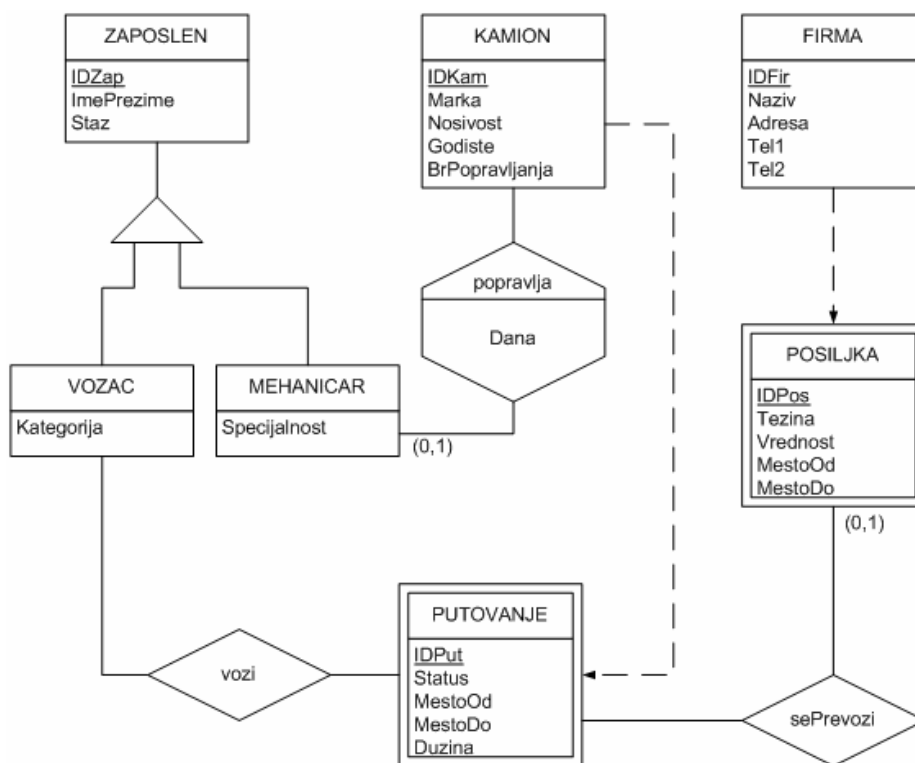 ZAPOSLEN
IDZap
ImePrezime
Staz
KAMION
IDKam
Marka
Nosivost
Godiste
BrPopravljanja
FIRMA
IDFir
Naziv
Adresa
Tel1
Tel2
popravlja
Dana
VOZAC
Kategorija
MEHANICAR
Specijalnost
(0,1)
POSILJKA
IDPos
Tezina
Vrednost
MestoOd
MestoDo
(0,1)
vozi
PUTOVANJE
IDPut
Status
MestoOd
MestoDo
Duzina
sePrevozi